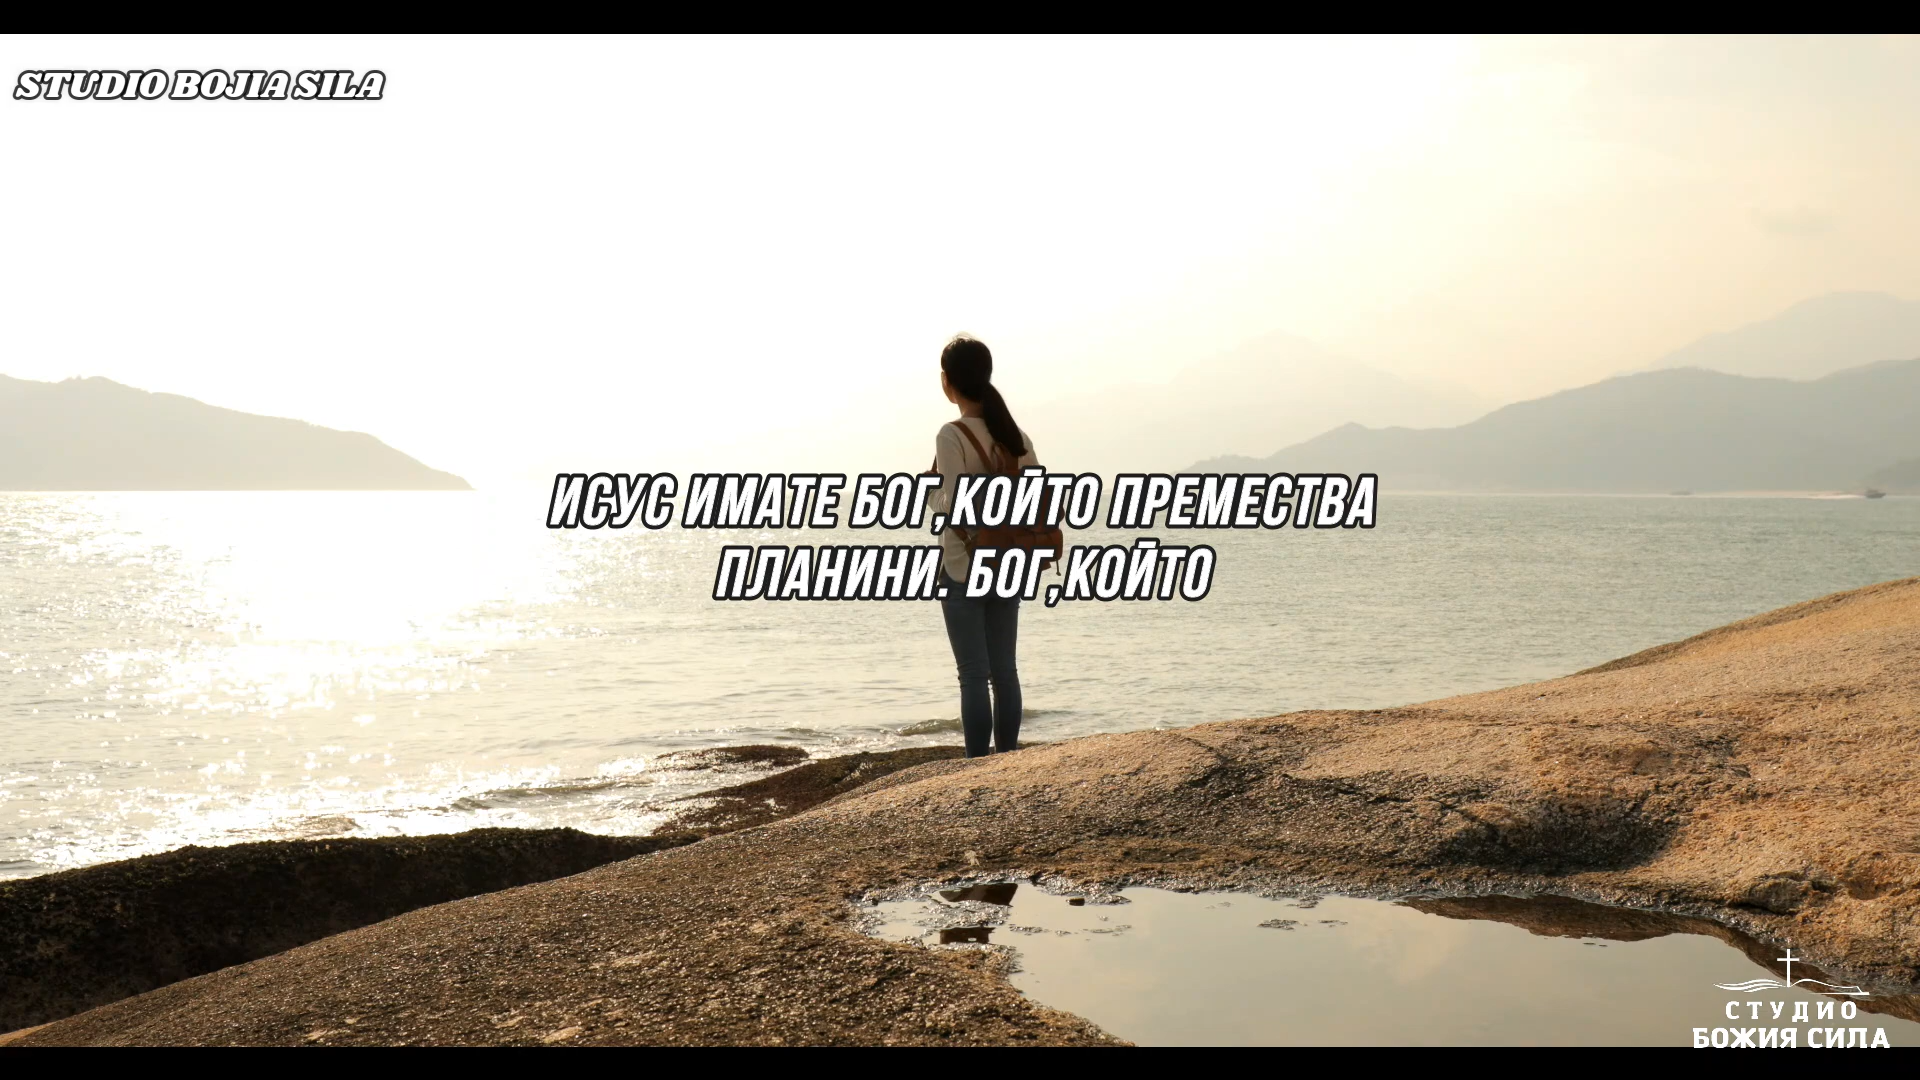 STUDIO BOJIA SILA
ИСУС ИМАТЕ БОГ,КОЙТО ПРЕМЕСТВА
ПЛАНИНИ. БОГ,КОЙТО
СТУДИО
БОЖИЯ СИЛА